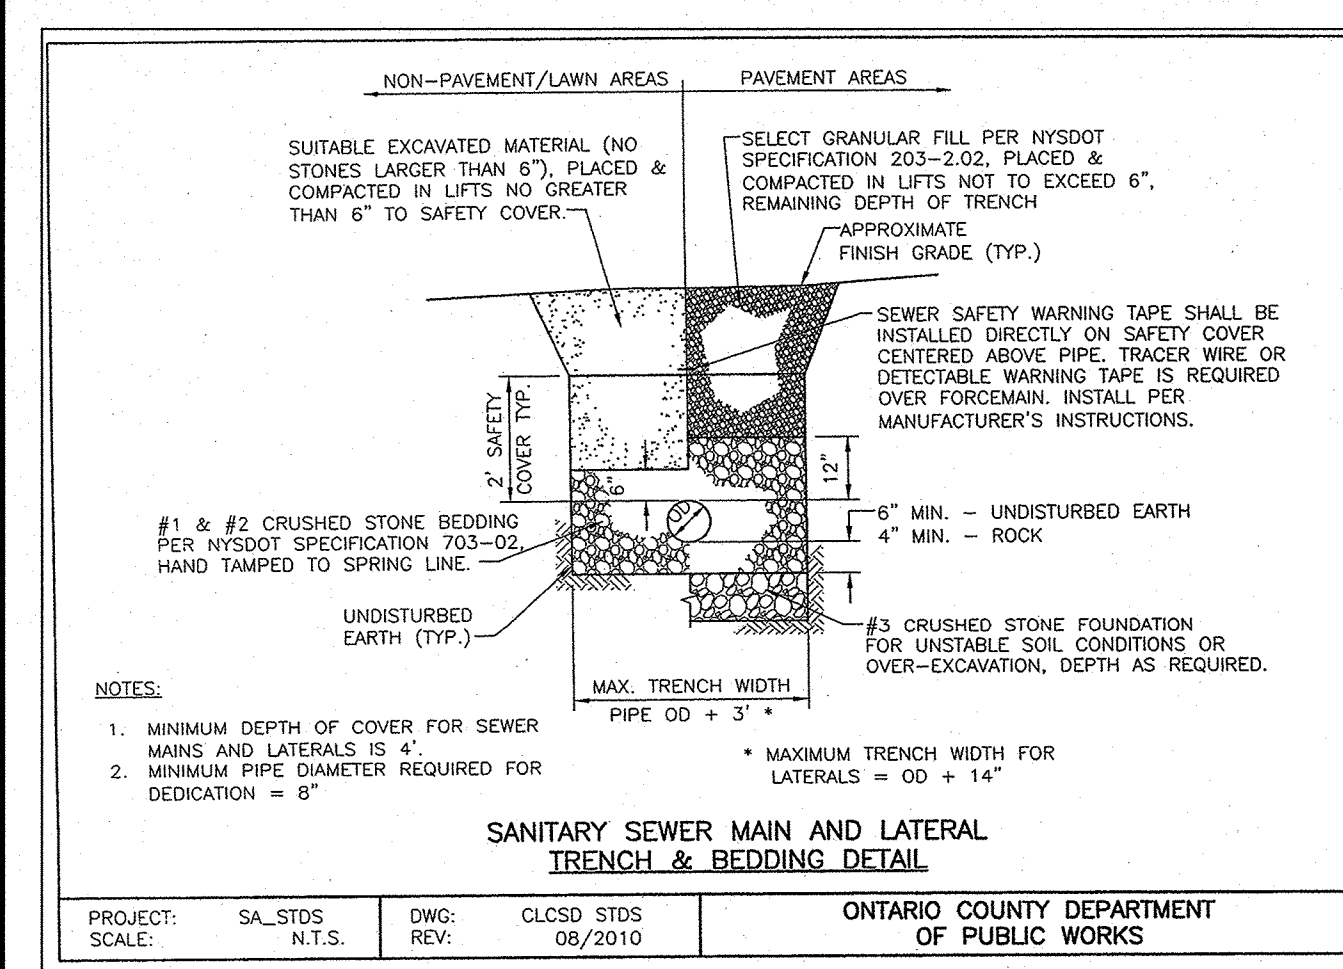 NON-PAVEMENT/LAWN AREAS
PAVEMENT AREAS
SUITABLE EXCAVATED MATERIAL (NO
STONES LARGER THAN 6"), PLACED &
COMPACTED IN LIFTS NO GREATER
THAN 6" TO SAFETY COVER.
SELECT GRANULAR FILL PER NYSDOT
SPECIFICATION 203-2.02, PLACED &
COMPACTED IN LIFTS NOT TO EXCEED 6",
REMAINING DEPTH OF TRENCH
APPROXIMATE
FINISH GRADE (TYP.)
SEWER SAFETY WARNING TAPE SHALL BE
INSTALLED DIRECTLY ON SAFETY COVER
CENTERED ABOVE PIPE. TRACER WIRE OR
DETECTABLE WARNING TAPE IS REQUIRED
OVER FORCEMAIN. INSTALL PER
MANUFACTURER'S INSTRUCTIONS.
2' SAFETY
COVER TYP.
6"
12"
OD
#1 & #2 CRUSHED STONE BEDDING
PER NYSDOT SPECIFICATION 703-02,
HAND TAMPED TO SPRING LINE.
6" MIN. - UNDISTURBED EARTH
4" MIN. - ROCK
UNDISTURBED
EARTH (TYP.)
#3 CRUSHED STONE FOUNDATION
FOR UNSTABLE SOIL CONDITIONS OR
OVER-EXCAVATION, DEPTH AS REQUIRED.
MAX. TRENCH WIDTH
PIPE OD + 3' *
NOTES:
1. MINIMUM DEPTH OF COVER FOR SEWER
MAINS AND LATERALS IS 4'.
2. MINIMUM PIPE DIAMETER REQUIRED FOR
DEDICATION = 8"
* MAXIMUM TRENCH WIDTH FOR
LATERALS = OD + 14"
SANITARY SEWER MAIN AND LATERAL
TRENCH & BEDDING DETAIL
PROJECT: SA_STDS
SCALE: N.T.S.
DWG: CLCSD STDS
REV: 08/2010
ONTARIO COUNTY DEPARTMENT
OF PUBLIC WORKS